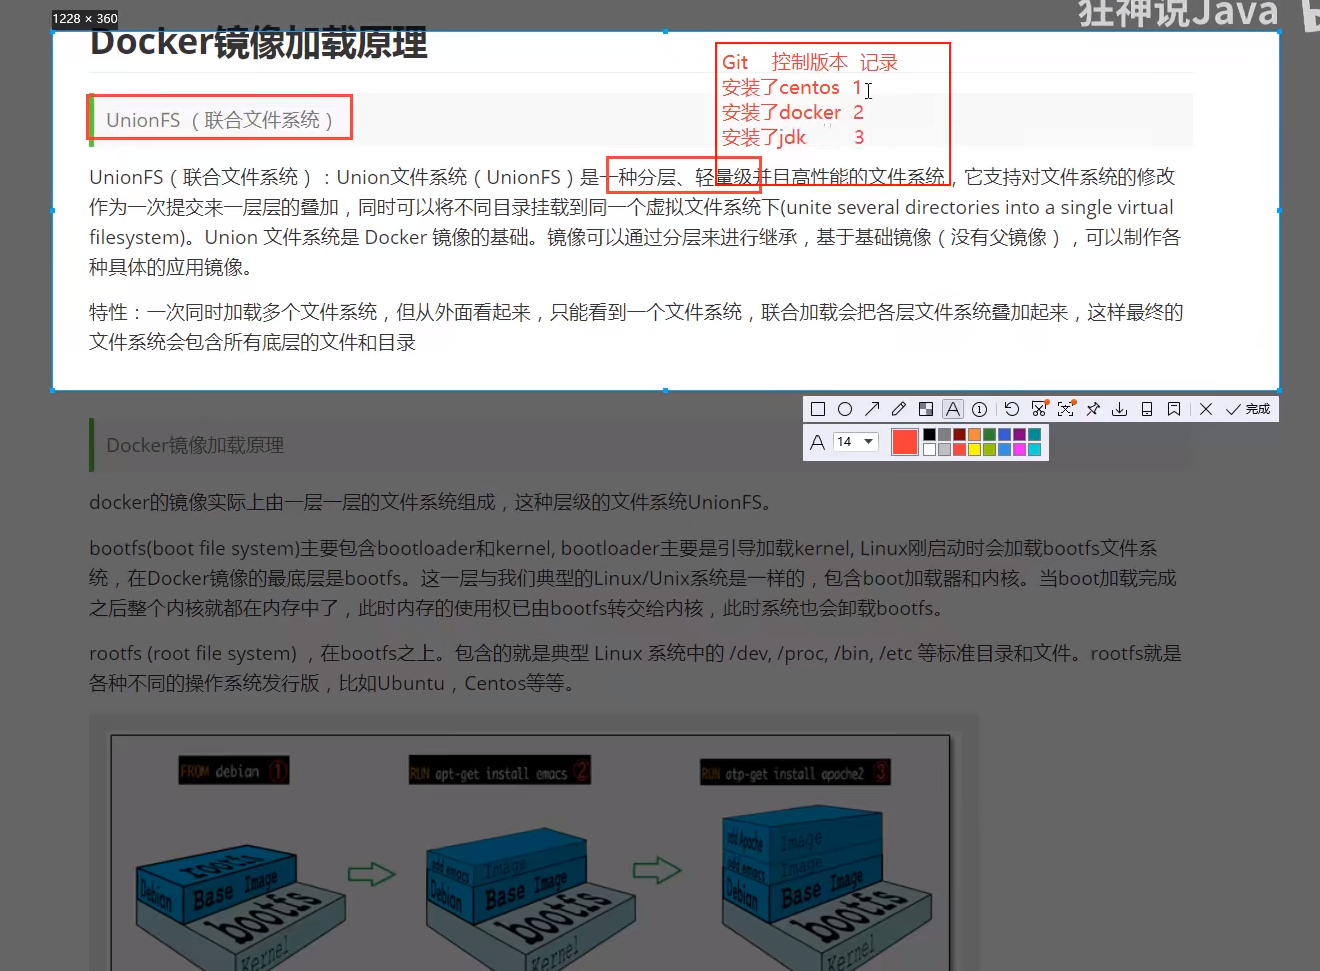 1228 × 360
狂神说Java
Docker镜像加载原理
Git 控制版本 记录
安装了centos 1
安装了docker 2
安装了jdk 3
UnionFS（联合文件系统）
UnionFS（联合文件系统）：Union文件系统（UnionFS）是一种分层、轻量级并且高性能的文件系统，它支持对文件系统的修改
作为一次提交来一层层的叠加，同时可以将不同目录挂载到同一个虚拟文件系统下(unite several directories into a single virtual
filesystem)。Union 文件系统是 Docker 镜像的基础。镜像可以通过分层来进行继承，基于基础镜像（没有父镜像），可以制作各
种具体的应用镜像。
特性：一次同时加载多个文件系统，但从外面看起来，只能看到一个文件系统，联合加载会把各层文件系统叠加起来，这样最终的
文件系统会包含所有底层的文件和目录
完成
A 14
Docker镜像加载原理
docker的镜像实际上由一层一层的文件系统组成，这种层级的文件系统UnionFS。
bootfs(boot file system)主要包含bootloader和kernel, bootloader主要是引导加载kernel, Linux刚启动时会加载bootfs文件系
统，在Docker镜像的最底层是bootfs。这一层与我们典型的Linux/Unix系统是一样的，包含boot加载器和内核。当boot加载完成
之后整个内核就都在内存中了，此时内存的使用权已由bootfs转交给内核，此时系统也会卸载bootfs。
rootfs (root file system) ，在bootfs之上。包含的就是典型 Linux 系统中的 /dev, /proc, /bin, /etc 等标准目录和文件。rootfs就是
各种不同的操作系统发行版，比如Ubuntu，Centos等等。
FROM debian ①
RUN apt-get install emacs ②
RUN atp-get install apache2 ③
rootfs
Debian
Base Image
bootfs
Kernel
add emacs
Image
Debian
Base Image
bootfs
Kernel
add Apache
Image
add emacs
Image
Debian
Base Image
bootfs
Kernel